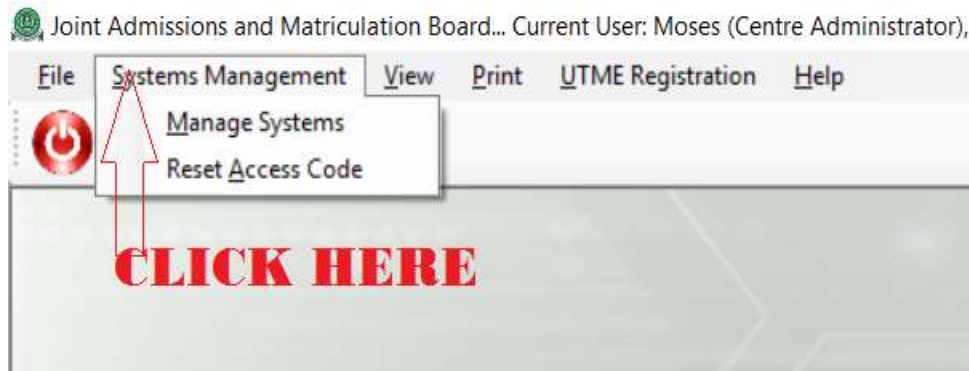 Joint Admissions and Matriculation Board... Current User: Moses (Centre Administrator),
File Systems Management View Print UTME Registration Help
Manage Systems
Reset Access Code
CLICK HERE